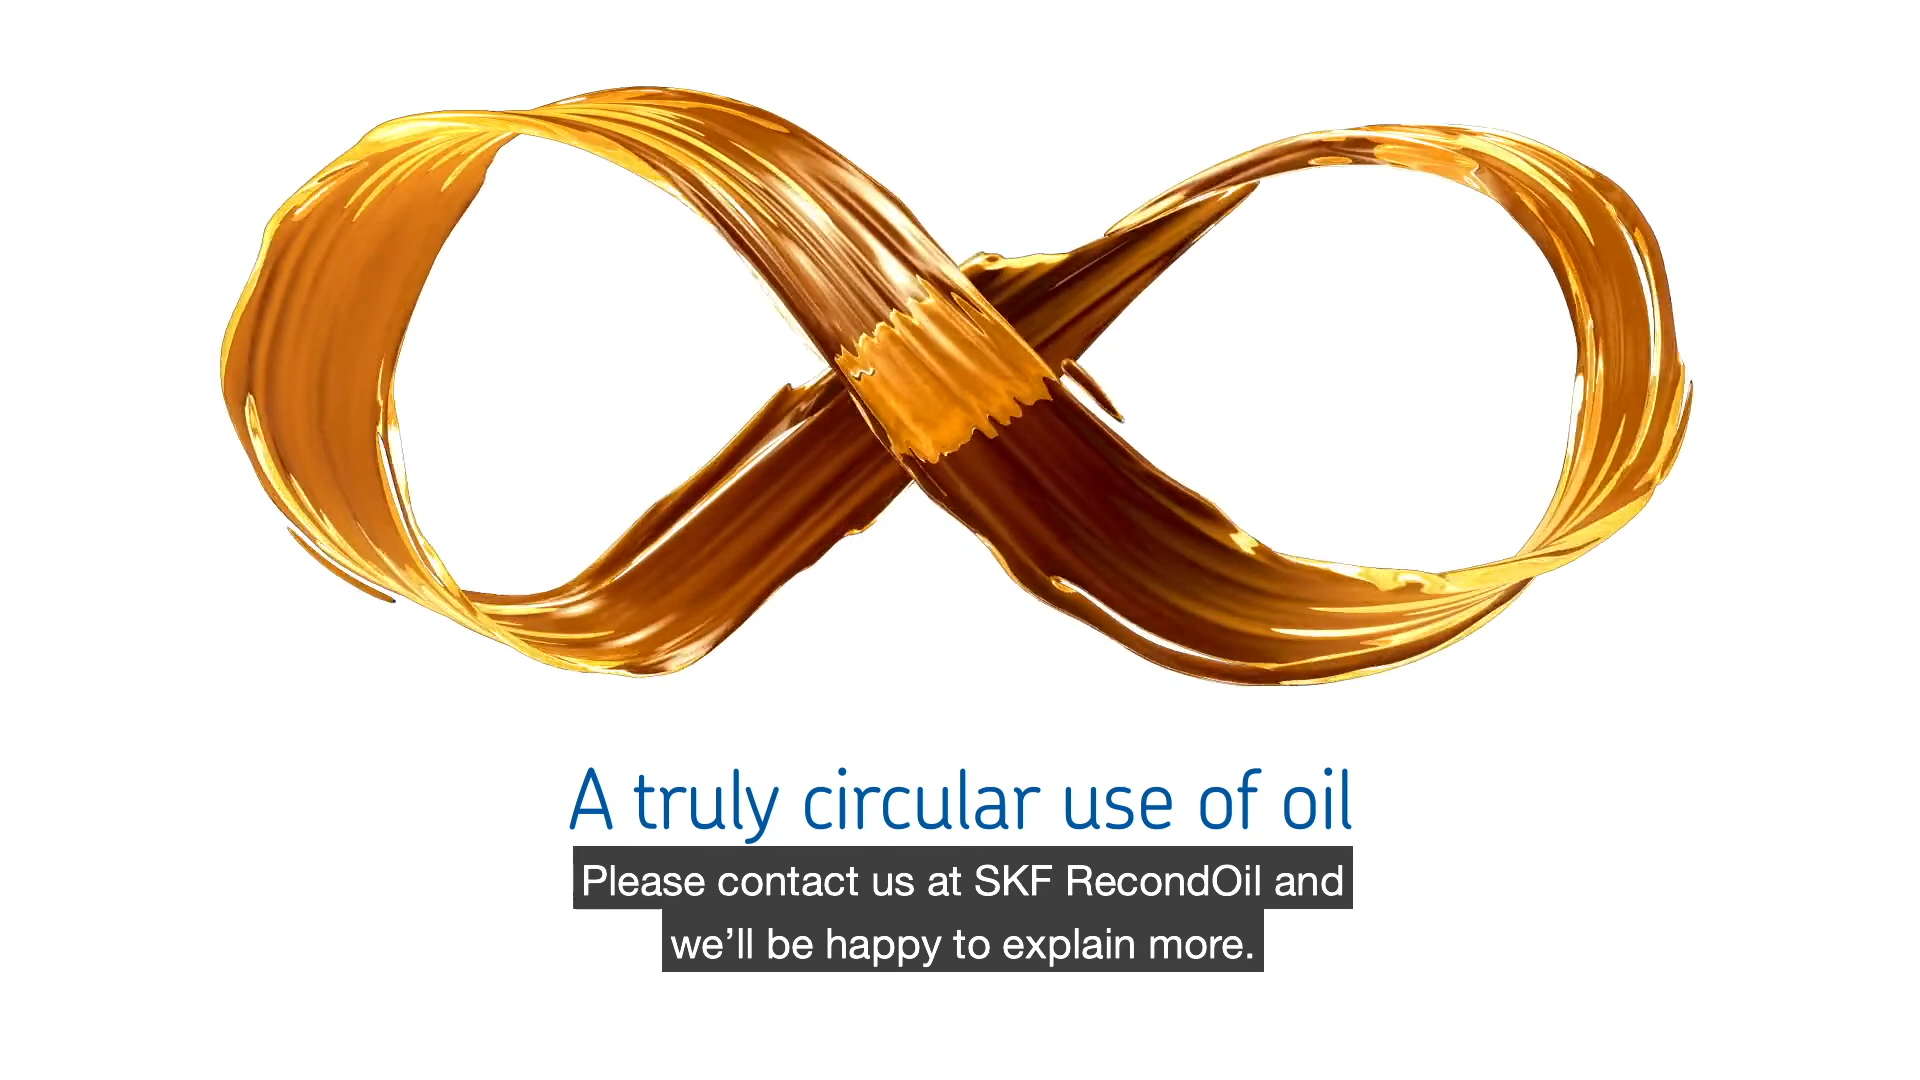 A truly circular use of oil
Please contact us at SKF RecondOil and
we’ll be happy to explain more.